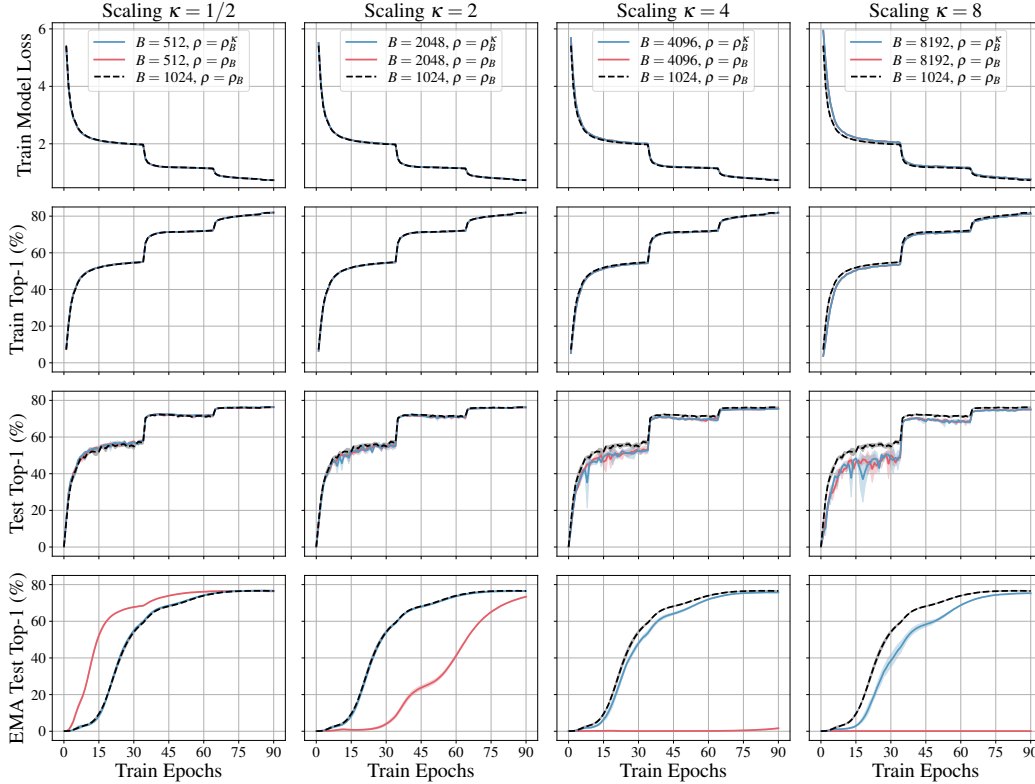 Scaling κ = 1/2
Scaling κ = 2
Scaling κ = 4
Scaling κ = 8
Train Model Loss
6
4
2
B = 512, ρ = ρ_B^κ
B = 512, ρ = ρ_B
B = 1024, ρ = ρ_B
B = 2048, ρ = ρ_B^κ
B = 2048, ρ = ρ_B
B = 1024, ρ = ρ_B
B = 4096, ρ = ρ_B^κ
B = 4096, ρ = ρ_B
B = 1024, ρ = ρ_B
B = 8192, ρ = ρ_B^κ
B = 8192, ρ = ρ_B
B = 1024, ρ = ρ_B
Train Top-1 (%)
80
60
40
20
0
Test Top-1 (%)
80
60
40
20
0
EMA Test Top-1 (%)
80
60
40
20
0
0 15 30 45 60 75 90
0 15 30 45 60 75 90
0 15 30 45 60 75 90
0 15 30 45 60 75 90
Train Epochs
Train Epochs
Train Epochs
Train Epochs